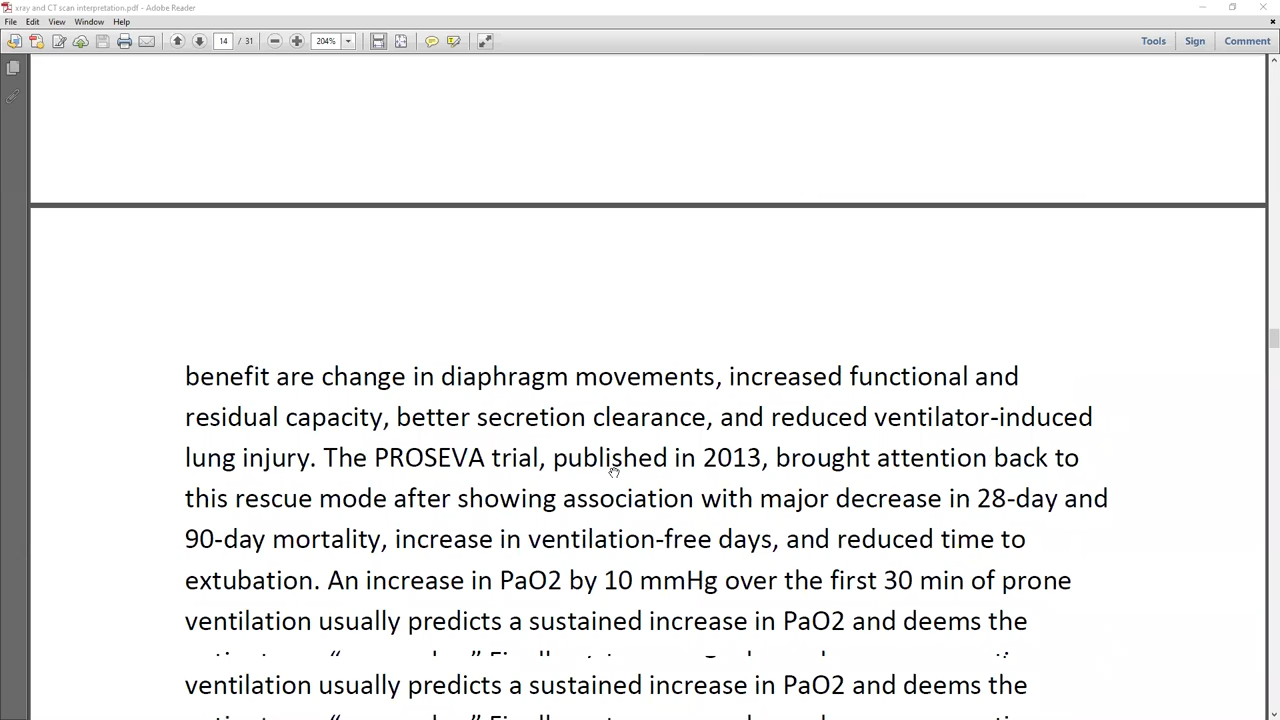 xray and CT scan interpretation.pdf - Adobe Reader
File Edit View Window Help
14 / 31 204% Tools Sign Comment
benefit are change in diaphragm movements, increased functional and
residual capacity, better secretion clearance, and reduced ventilator-induced
lung injury. The PROSEVA trial, published in 2013, brought attention back to
this rescue mode after showing association with major decrease in 28-day and
90-day mortality, increase in ventilation-free days, and reduced time to
extubation. An increase in PaO2 by 10 mmHg over the first 30 min of prone
ventilation usually predicts a sustained increase in PaO2 and deems the
ventilation usually predicts a sustained increase in PaO2 and deems the